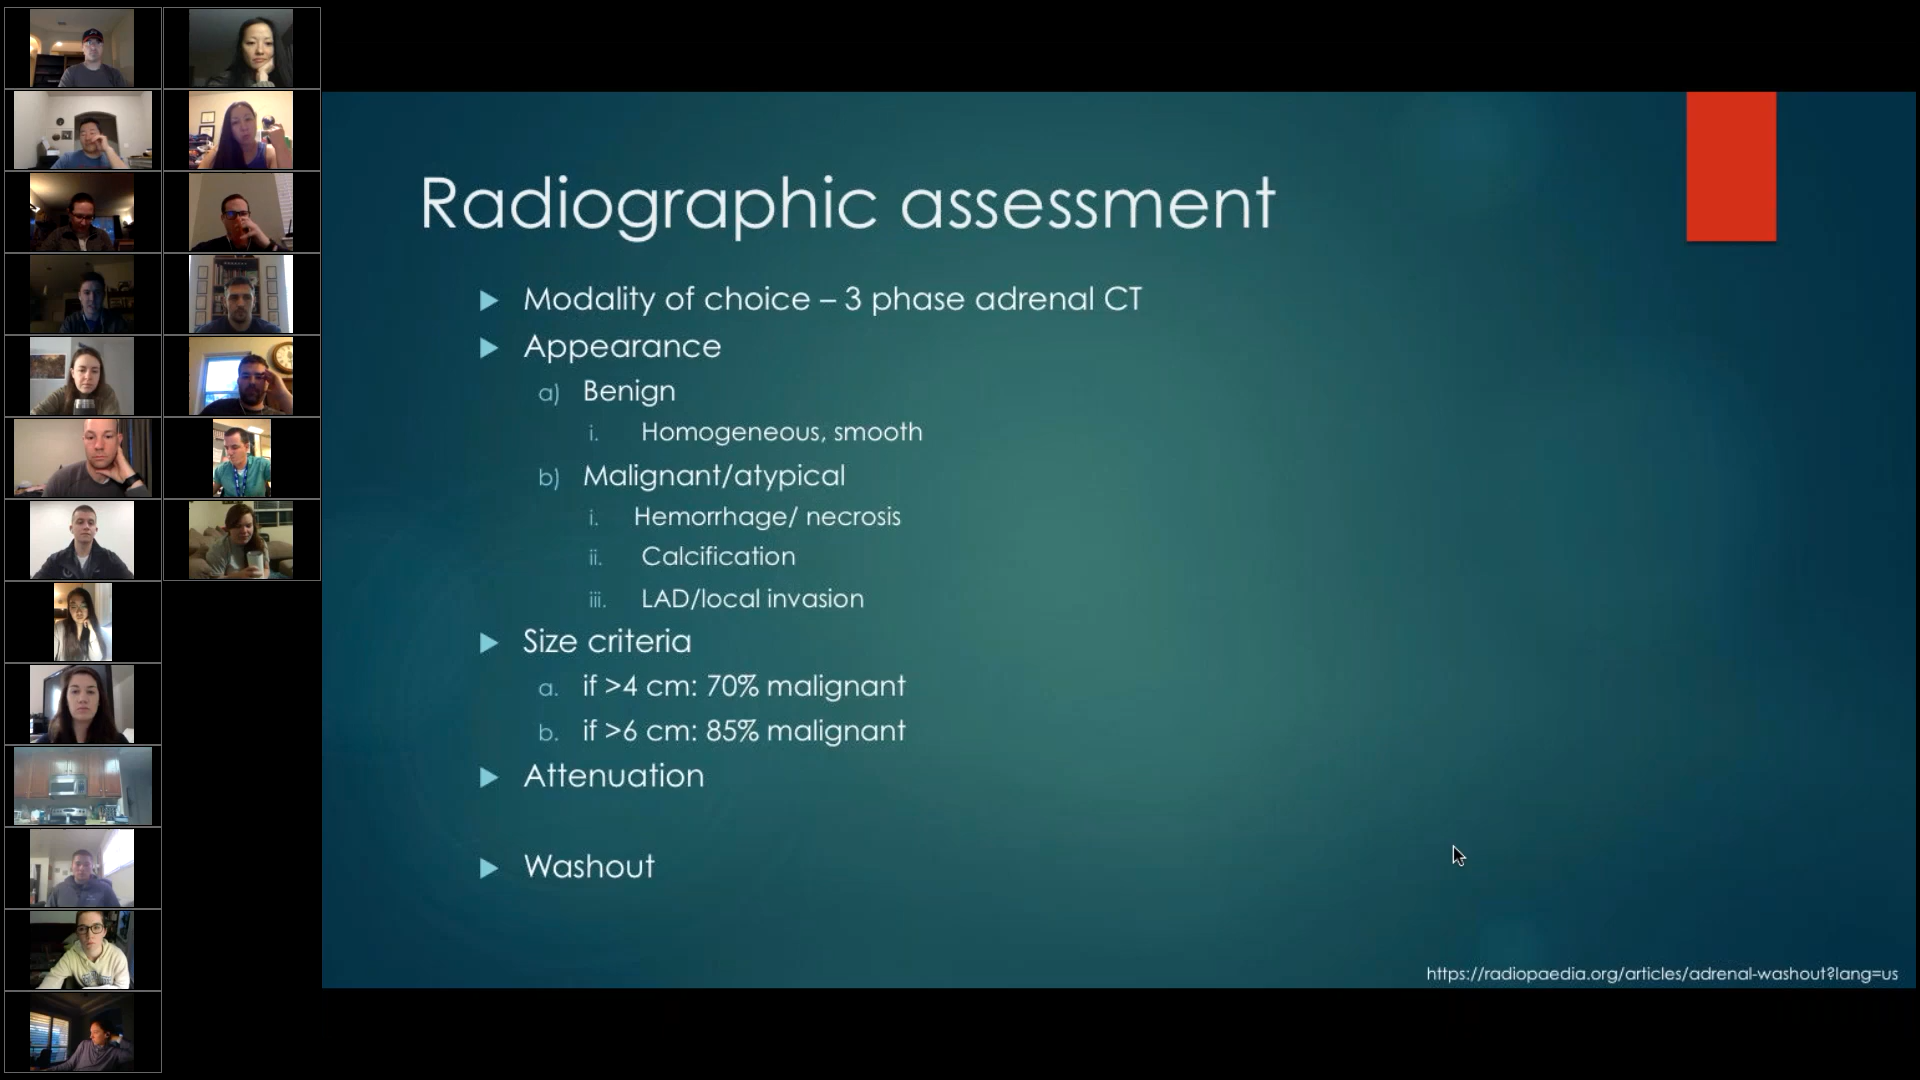 Radiographic assessment
▶ Modality of choice – 3 phase adrenal CT
▶ Appearance
a) Benign
i. Homogeneous, smooth
b) Malignant/atypical
i. Hemorrhage/ necrosis
ii. Calcification
iii. LAD/local invasion
▶ Size criteria
a. if >4 cm: 70% malignant
b. if >6 cm: 85% malignant
▶ Attenuation
▶ Washout
https://radiopaedia.org/articles/adrenal-washout?lang=us